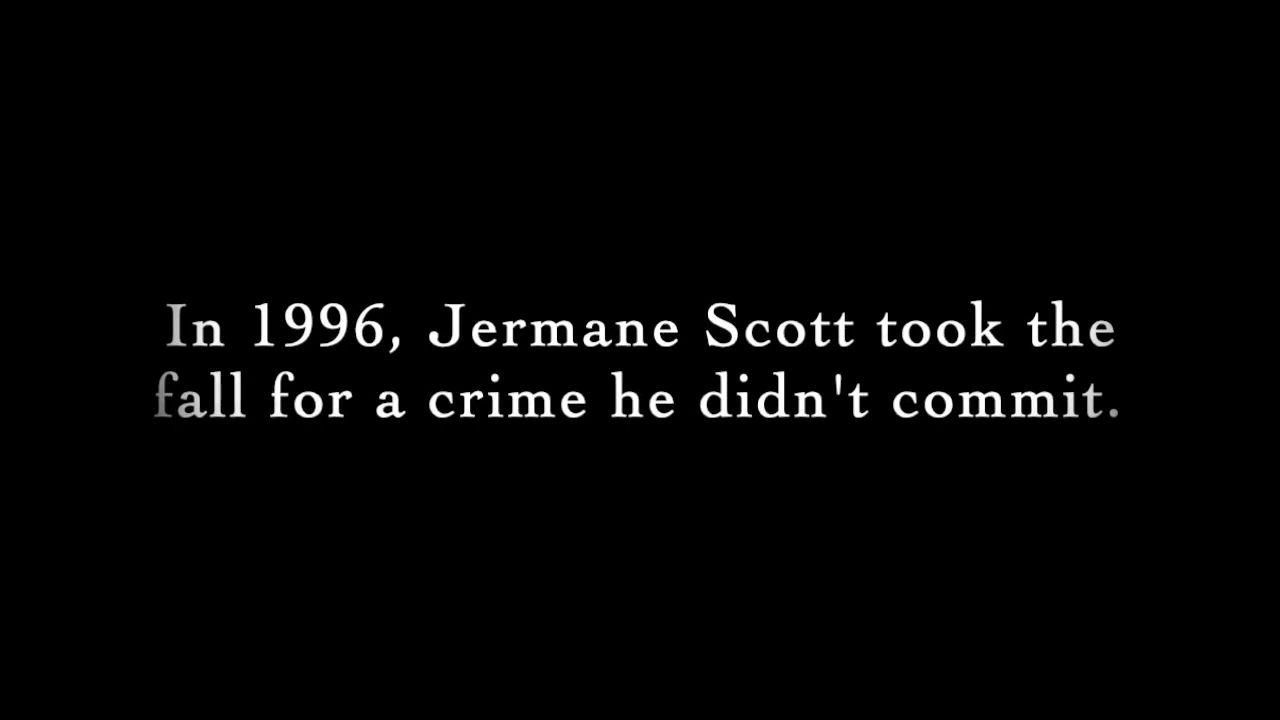 In 1996, Jermane Scott took the
fall for a crime he didn't commit.